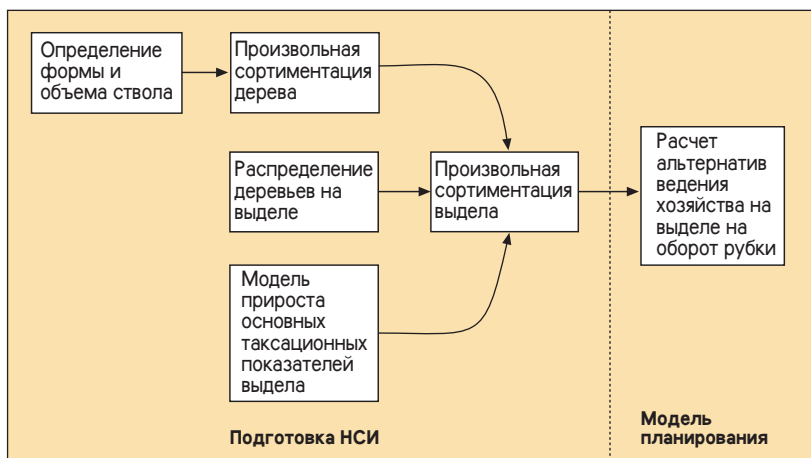 Определение
формы и
объема ствола
Произвольная
сортиментация
дерева
Распределение
деревьев на
выделе
Произвольная
сортиментация
выдела
Модель
прироста
основных
таксационных
показателей
выдела
Расчет
альтернатив
ведения
хозяйства на
выделе на
оборот рубки
Подготовка НСИ
Модель
планирования